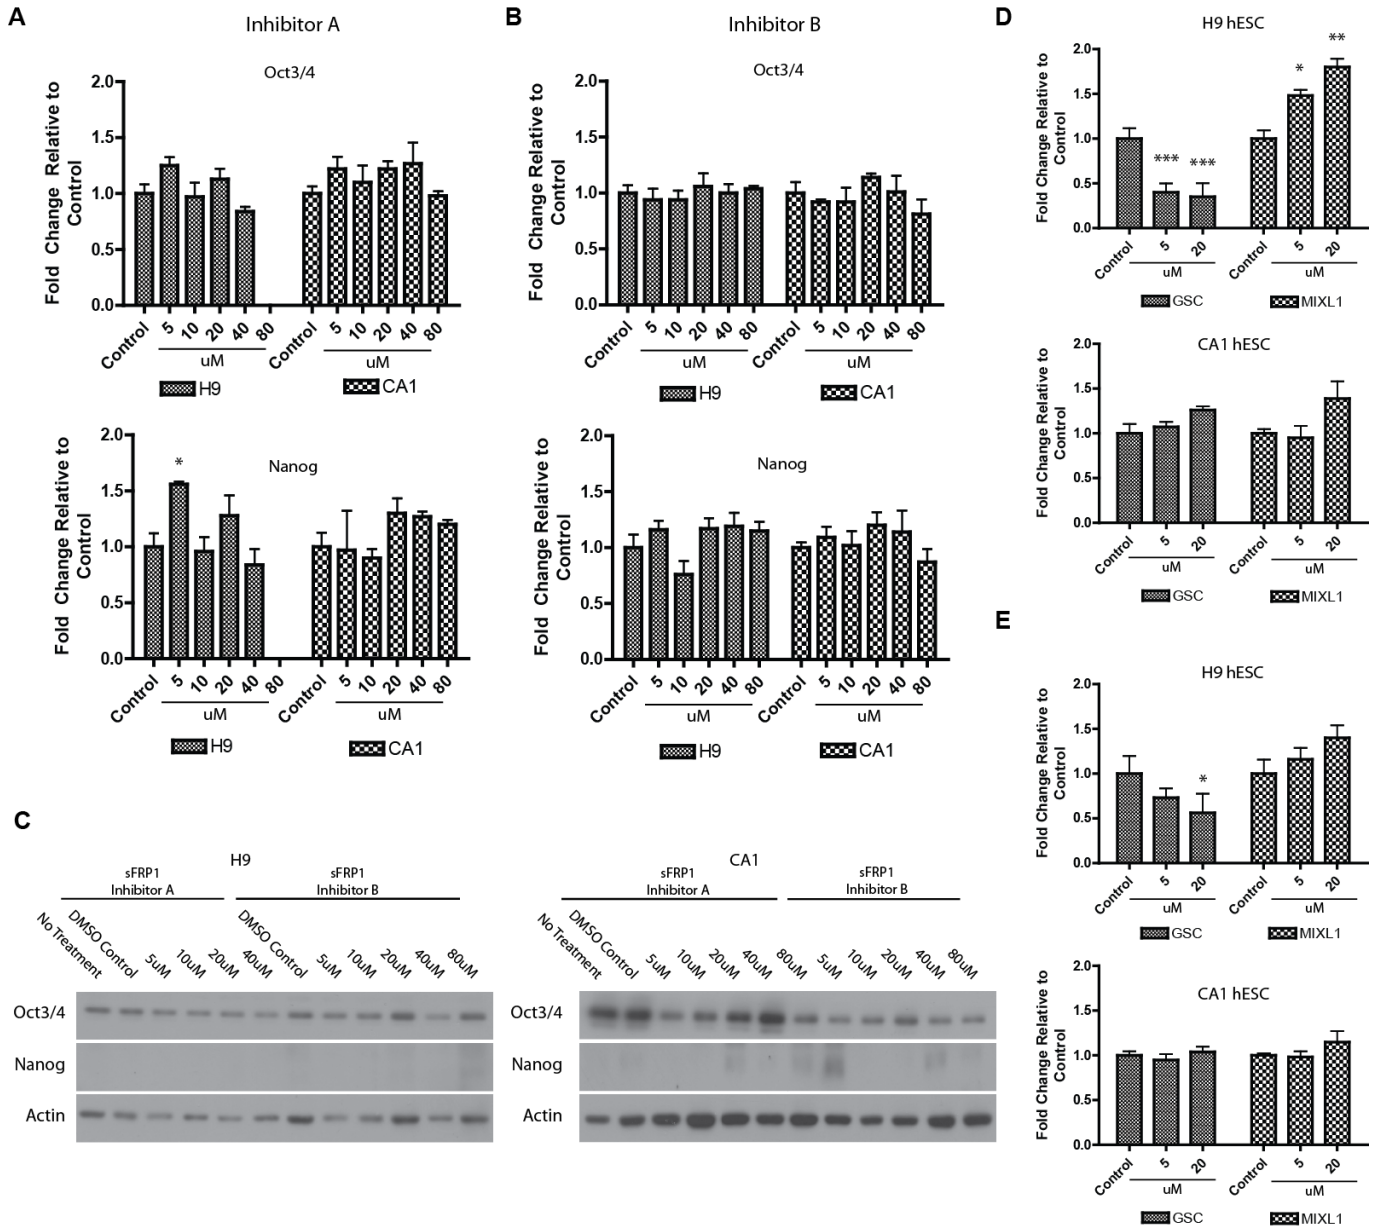 A
Inhibitor A
Oct3/4
Fold Change Relative to
Control
2.0
1.5
1.0
0.5
0.0
Control 5 10 20 40 80 Control 5 10 20 40 80
uM uM
H9 CA1
Nanog
Fold Change Relative to
Control
2.0
1.5
1.0
0.5
0.0
*
Control 5 10 20 40 80 Control 5 10 20 40 80
uM uM
H9 CA1
B
Inhibitor B
Oct3/4
Fold Change Relative to
Control
2.0
1.5
1.0
0.5
0.0
Control 5 10 20 40 80 Control 5 10 20 40 80
uM uM
H9 CA1
Nanog
Fold Change Relative to
Control
2.0
1.5
1.0
0.5
0.0
Control 5 10 20 40 80 Control 5 10 20 40 80
uM uM
H9 CA1
C
H9
sFRP1
Inhibitor A
sFRP1
Inhibitor B
No Treatment DMSO Control 5uM 10uM 20uM 40uM DMSO Control 5uM 10uM 20uM 40uM 80uM
Oct3/4
Nanog
Actin
CA1
sFRP1
Inhibitor A
sFRP1
Inhibitor B
No Treatment DMSO Control 5uM 10uM 20uM 40uM 80uM 5uM 10uM 20uM 40uM 80uM
Oct3/4
Nanog
Actin
D
H9 hESC
Fold Change Relative to
Control
2.0
1.5
1.0
0.5
0.0
*** *** * **
Control 5 20 Control 5 20
uM uM
GSC MIXL1
CA1 hESC
Fold Change Relative to
Control
2.0
1.5
1.0
0.5
0.0
Control 5 20 Control 5 20
uM uM
GSC MIXL1
E
H9 hESC
Fold Change Relative to
Control
2.0
1.5
1.0
0.5
0.0
*
Control 5 20 Control 5 20
uM uM
GSC MIXL1
CA1 hESC
Fold Change Relative to
Control
2.0
1.5
1.0
0.5
0.0
Control 5 20 Control 5 20
uM uM
GSC MIXL1